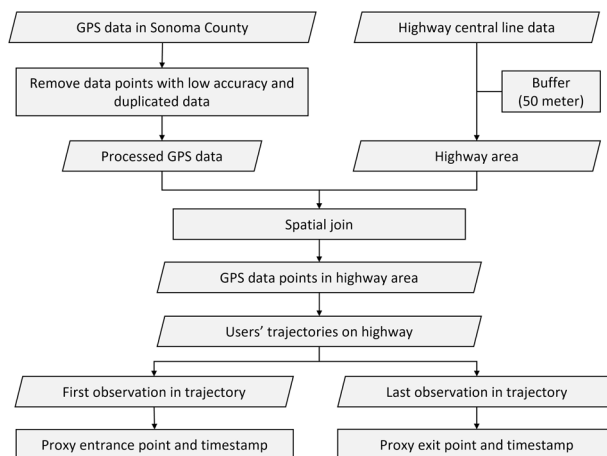 GPS data in Sonoma County
Highway central line data
Remove data points with low accuracy and
duplicated data
Buffer
(50 meter)
Processed GPS data
Highway area
Spatial join
GPS data points in highway area
Users' trajectories on highway
First observation in trajectory
Last observation in trajectory
Proxy entrance point and timestamp
Proxy exit point and timestamp